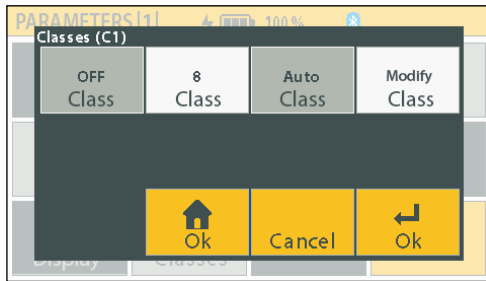 PARAMETERS |1| 100 %
Classes (C1)
OFF 8 Auto Modify
Class Class Class Class
Ok Cancel Ok
Display Classes